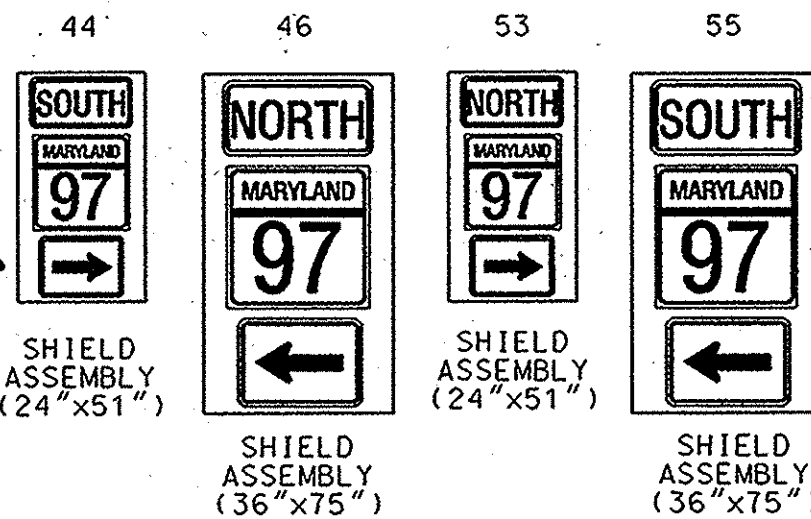 44
46
53
55
SOUTH
MARYLAND
97
SHIELD
ASSEMBLY
(24"x51")
NORTH
MARYLAND
97
SHIELD
ASSEMBLY
(36"x75")
NORTH
MARYLAND
97
SHIELD
ASSEMBLY
(24"x51")
SOUTH
MARYLAND
97
SHIELD
ASSEMBLY
(36"x75"